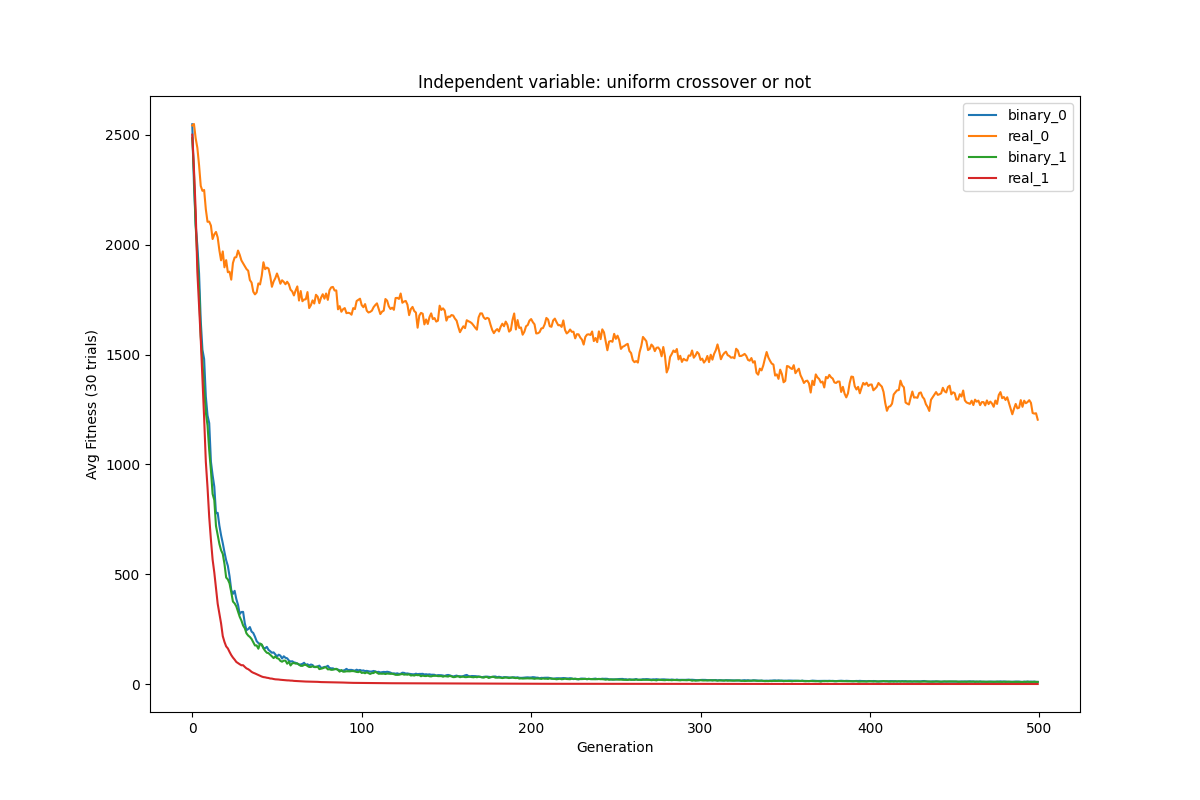 Independent variable: uniform crossover or not
binary_0
real_0
binary_1
real_1
2500
2000
1500
1000
500
0
Avg Fitness (30 trials)
0 100 200 300 400 500
Generation